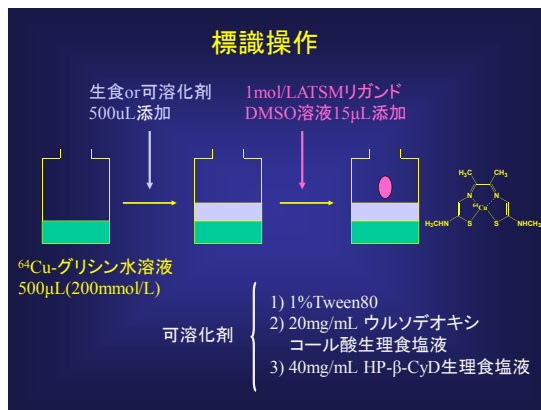 標識操作
生食or可溶化剤
500uL添加
1mol/LATSMリガンド
DMSO溶液15μL添加
H₃C
CH₃
N
N
⁶⁴Cu
H₃CHN
S
S
NHCH₃
⁶⁴Cu-グリシン水溶液
500μL(200mmol/L)
可溶化剤
1) 1%Tween80
2) 20mg/mL ウルソデオキシ
コール酸生理食塩液
3) 40mg/mL HP-β-CyD生理食塩液